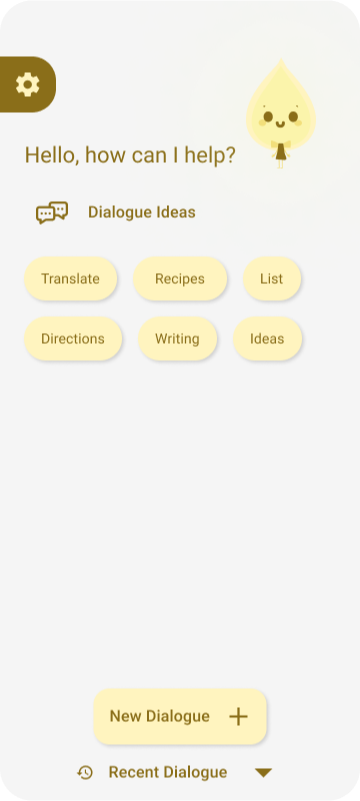 Hello, how can I help?
Dialogue Ideas
Translate Recipes List
Directions Writing Ideas
New Dialogue
Recent Dialogue